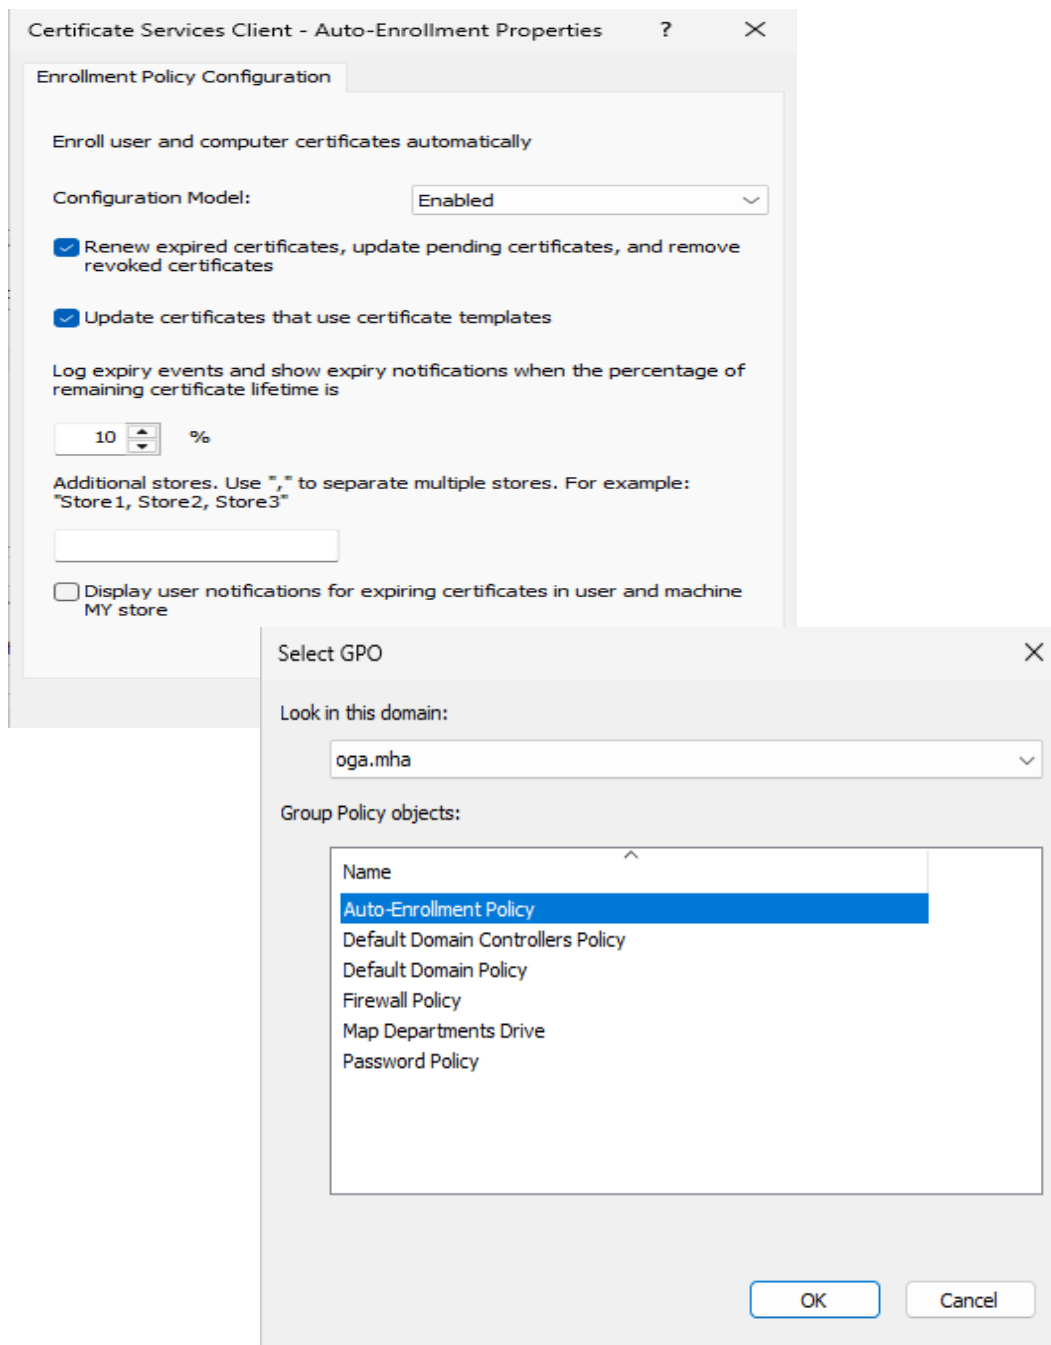 Certificate Services Client - Auto-Enrollment Properties ?
Enrollment Policy Configuration
Enroll user and computer certificates automatically
Configuration Model: Enabled
Renew expired certificates, update pending certificates, and remove
revoked certificates
Update certificates that use certificate templates
Log expiry events and show expiry notifications when the percentage of
remaining certificate lifetime is
10 %
Additional stores. Use "," to separate multiple stores. For example:
"Store1, Store2, Store3"
Display user notifications for expiring certificates in user and machine
MY store
Select GPO
Look in this domain:
oga.mha
Group Policy objects:
Name
Auto-Enrollment Policy
Default Domain Controllers Policy
Default Domain Policy
Firewall Policy
Map Departments Drive
Password Policy
OK Cancel